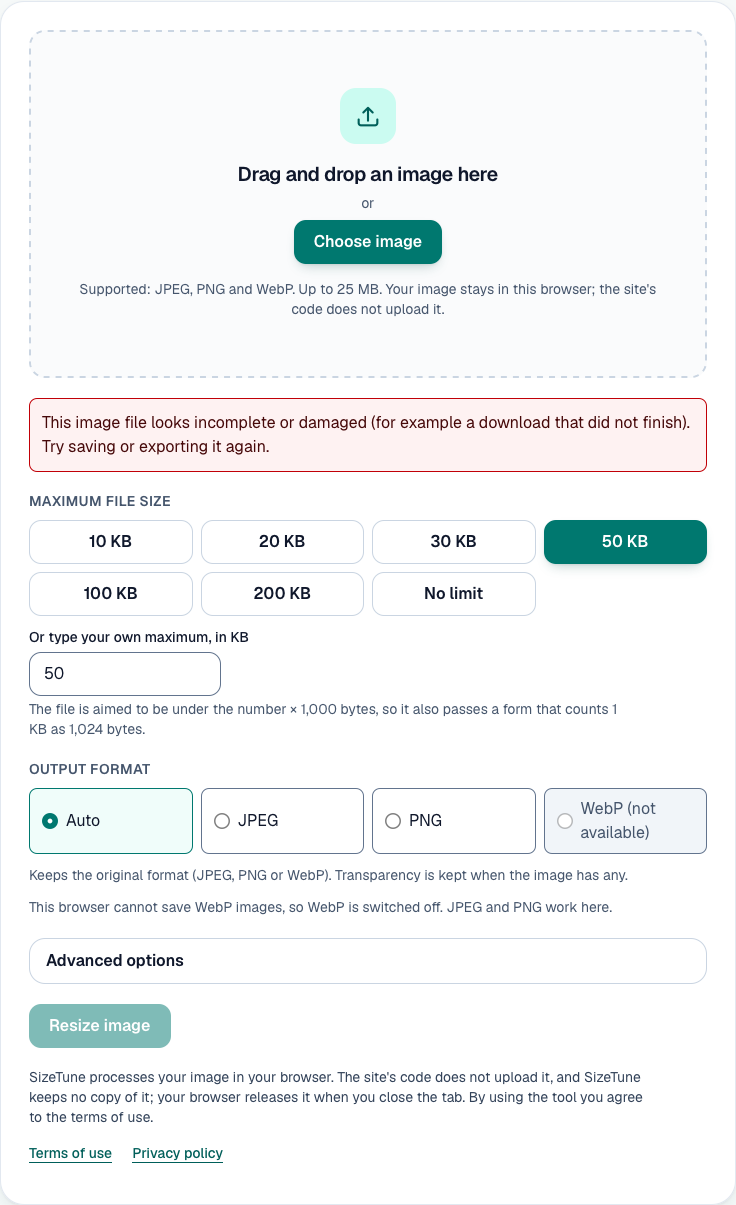 Drag and drop an image here
or
Choose image
Supported: JPEG, PNG and WebP. Up to 25 MB. Your image stays in this browser; the site's
code does not upload it.
This image file looks incomplete or damaged (for example a download that did not finish).
Try saving or exporting it again.
MAXIMUM FILE SIZE
10 KB
20 KB
30 KB
50 KB
100 KB
200 KB
No limit
Or type your own maximum, in KB
50
The file is aimed to be under the number × 1,000 bytes, so it also passes a form that counts 1
KB as 1,024 bytes.
OUTPUT FORMAT
Auto
JPEG
PNG
WebP (not
available)
Keeps the original format (JPEG, PNG or WebP). Transparency is kept when the image has any.
This browser cannot save WebP images, so WebP is switched off. JPEG and PNG work here.
Advanced options
Resize image
SizeTune processes your image in your browser. The site's code does not upload it, and SizeTune
keeps no copy of it; your browser releases it when you close the tab. By using the tool you agree
to the terms of use.
Terms of use
Privacy policy